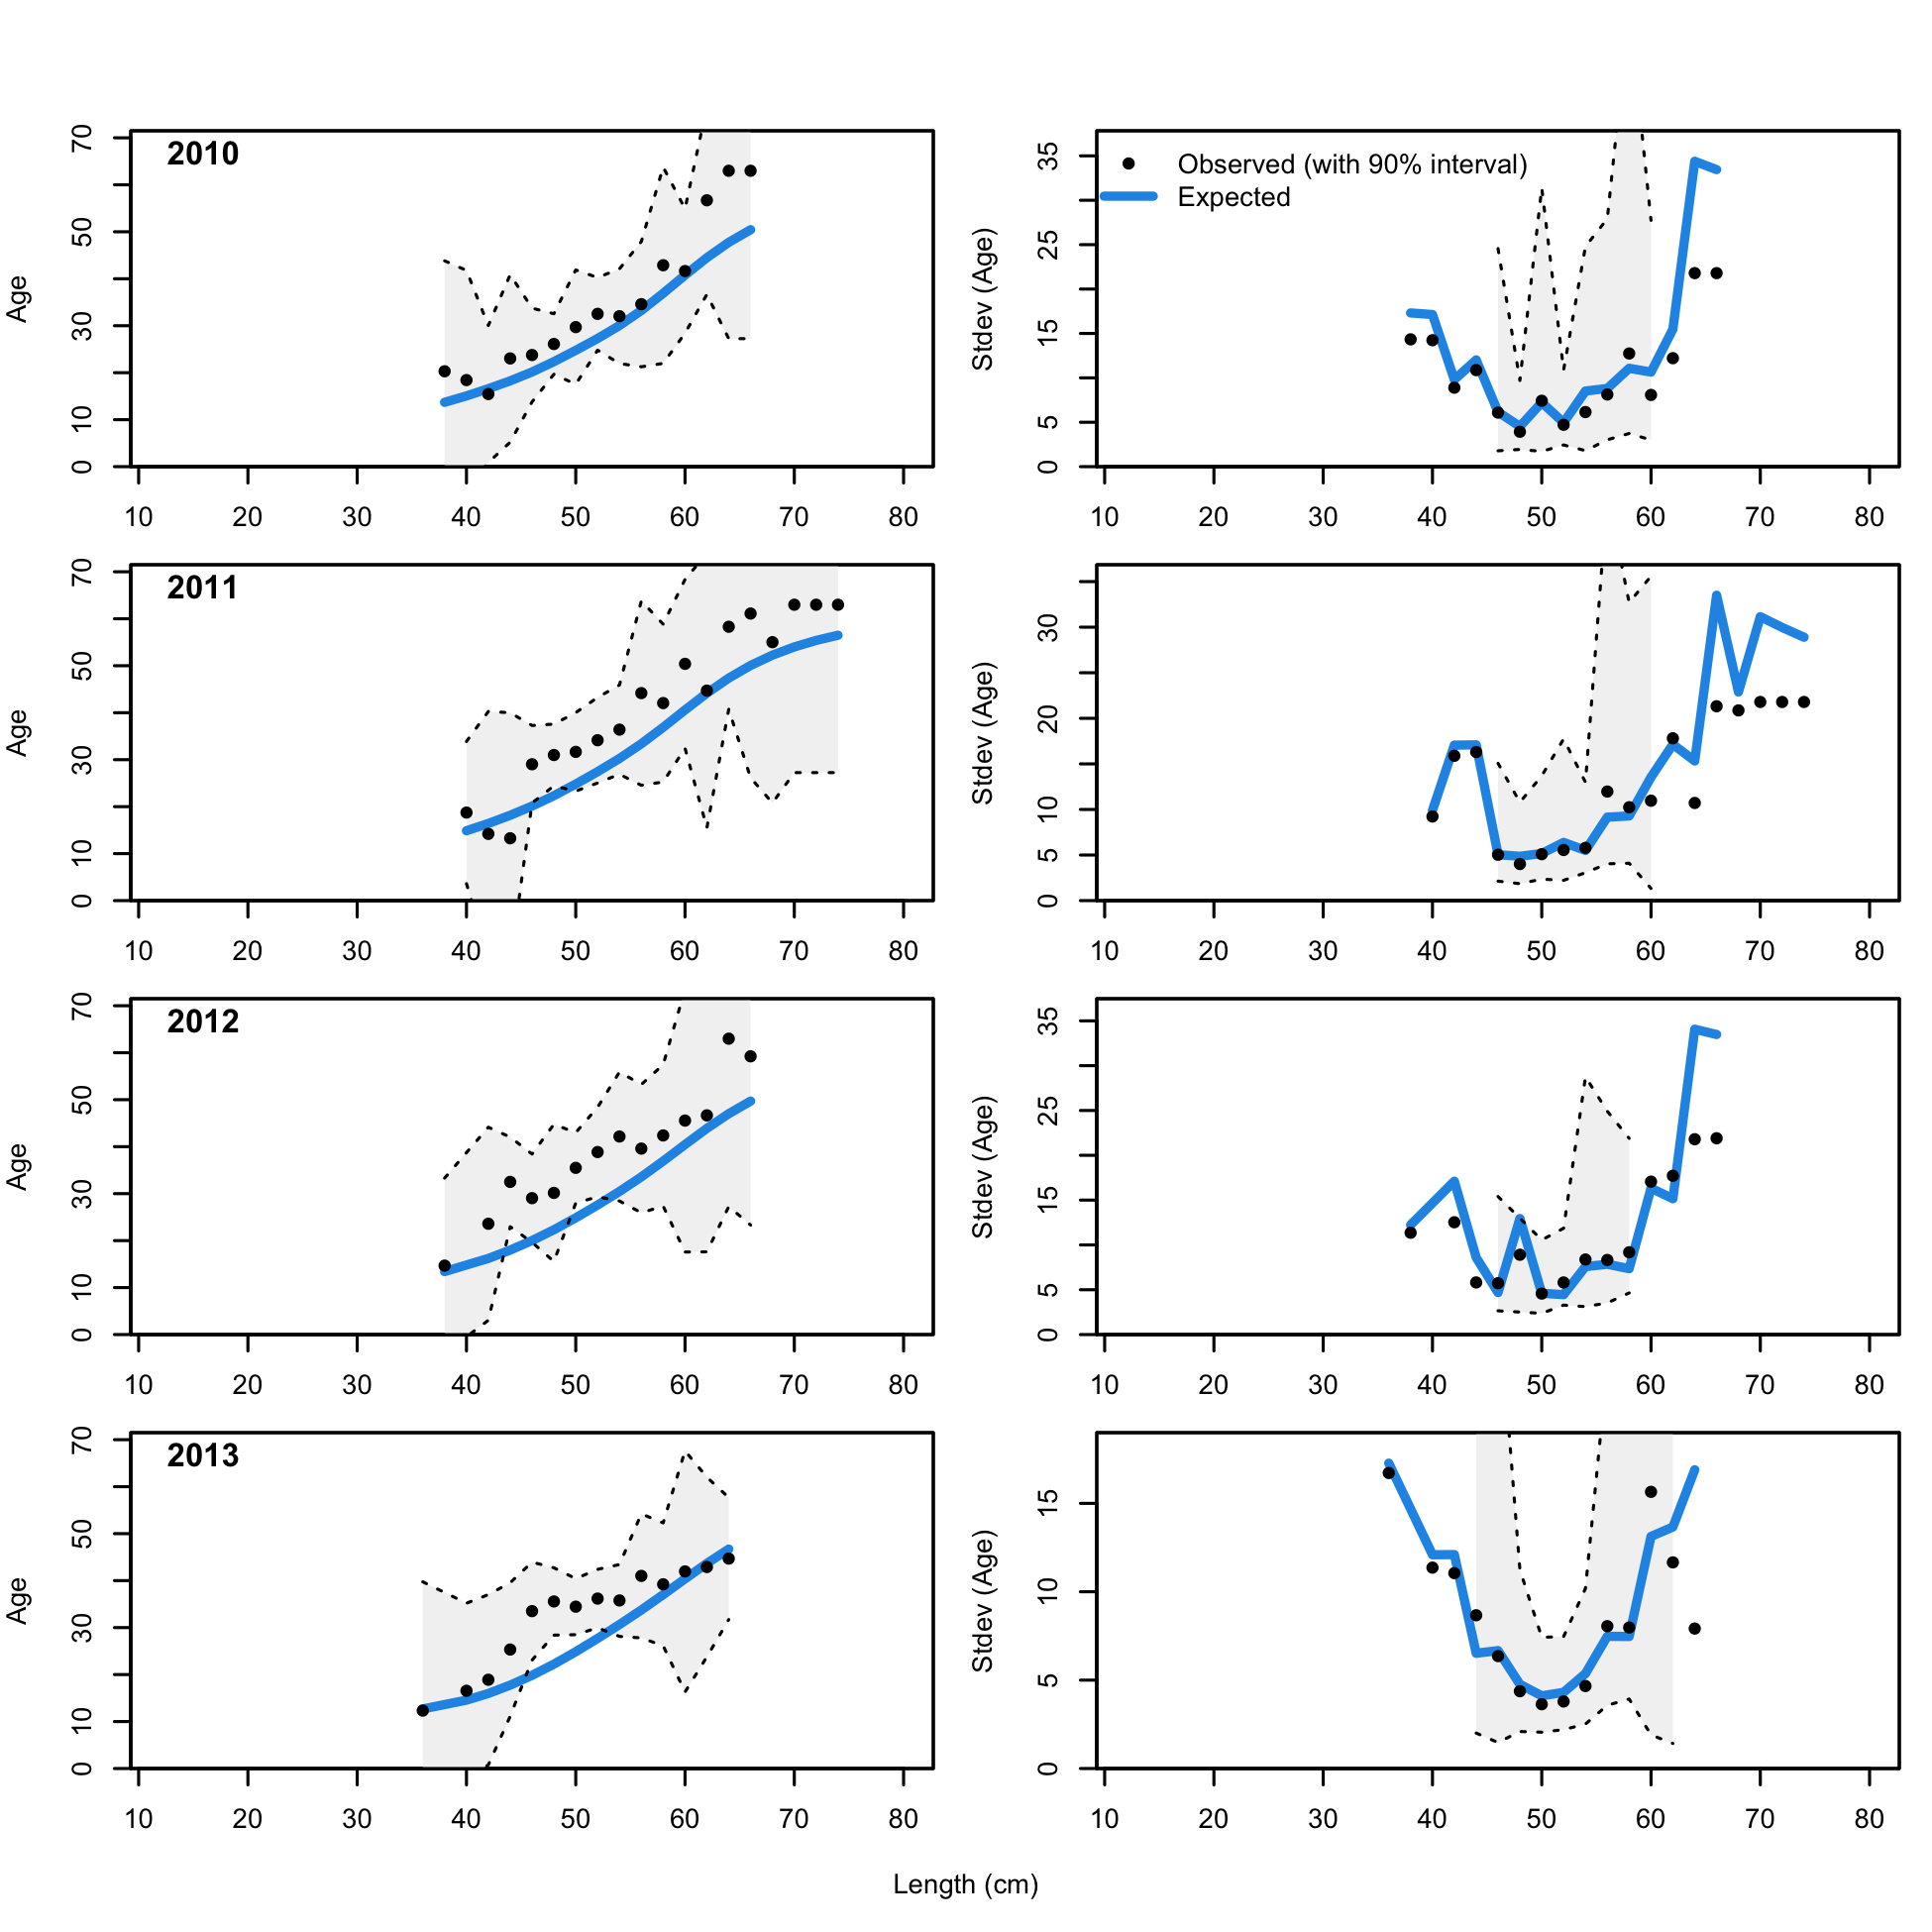 2010
Age
0 10 30 50 70
10 20 30 40 50 60 70 80
Observed (with 90% interval)
Expected
Stdev (Age)
0 5 15 25 35
10 20 30 40 50 60 70 80
2011
Age
0 10 30 50 70
10 20 30 40 50 60 70 80
Stdev (Age)
0 5 10 20 30
10 20 30 40 50 60 70 80
2012
Age
0 10 30 50 70
10 20 30 40 50 60 70 80
Stdev (Age)
0 5 15 25 35
10 20 30 40 50 60 70 80
2013
Age
0 10 30 50 70
10 20 30 40 50 60 70 80
Stdev (Age)
0 5 10 15
10 20 30 40 50 60 70 80
Length (cm)